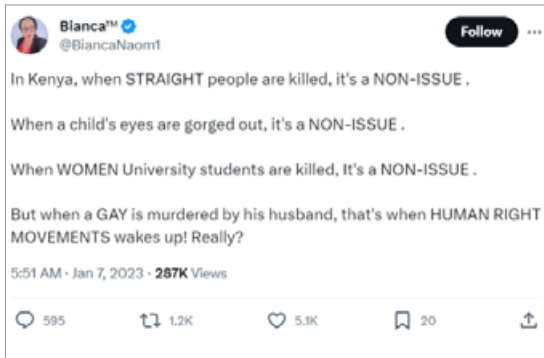 Bianca™
@BiancaNaom1
Follow
In Kenya, when STRAIGHT people are killed, it's a NON-ISSUE .
When a child's eyes are gorged out, it's a NON-ISSUE .
When WOMEN University students are killed, It's a NON-ISSUE .
But when a GAY is murdered by his husband, that's when HUMAN RIGHT
MOVEMENTS wakes up! Really?
5:51 AM · Jan 7, 2023 · 287K Views
595 1.2K 5.1K 20